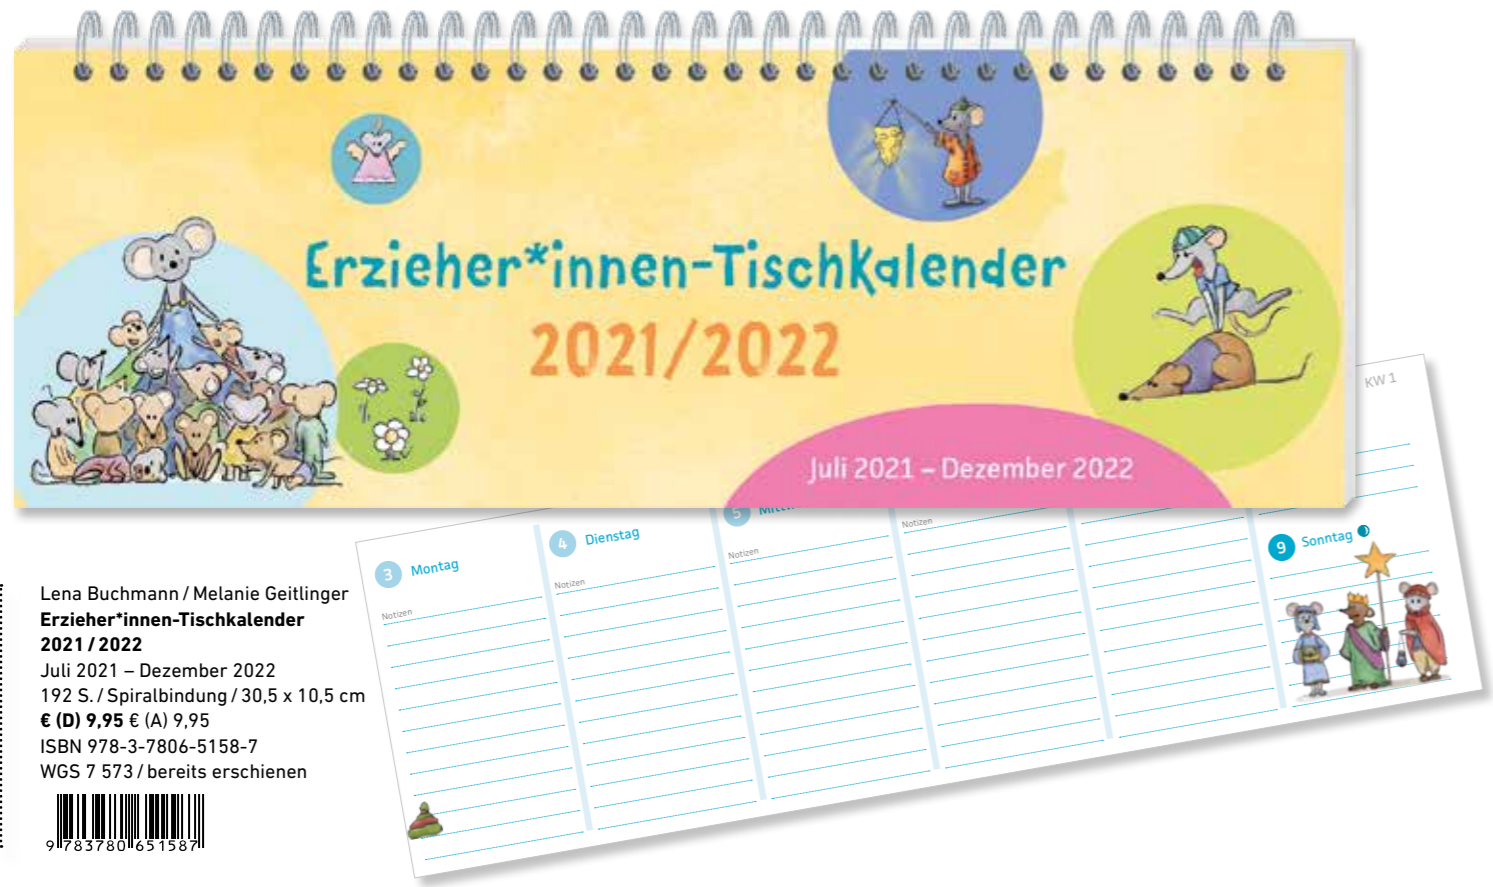 Erzieher*innen-Tischkalender
2021/2022
Juli 2021 – Dezember 2022
KW 1
3 Montag
Notizen
4 Dienstag
Notizen
5
Notizen
Notizen
9 Sonntag
Lena Buchmann / Melanie Geitlinger
Erzieher*innen-Tischkalender
2021 / 2022
Juli 2021 – Dezember 2022
192 S. / Spiralbindung / 30,5 x 10,5 cm
€ (D) 9,95 € (A) 9,95
ISBN 978-3-7806-5158-7
WGS 7 573 / bereits erschienen
9 783780 651587